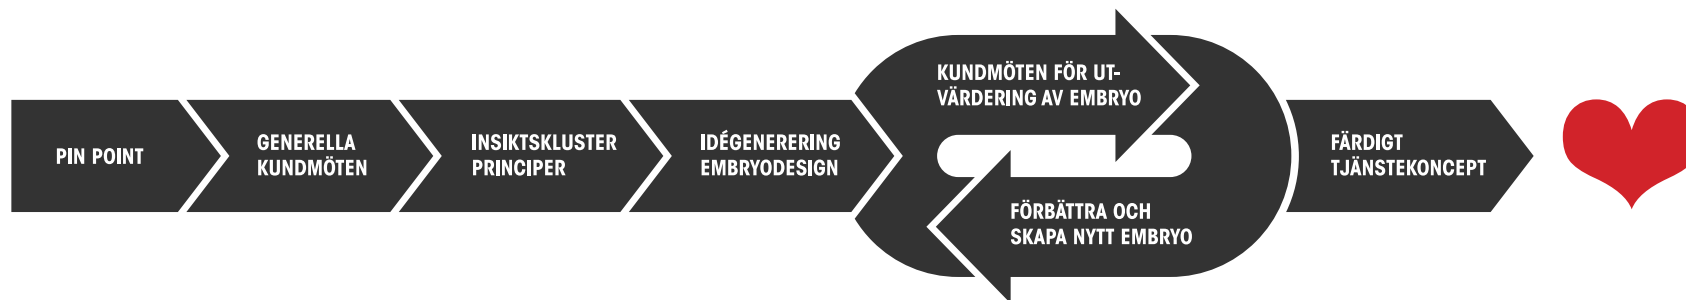 PIN POINT
GENERELLA
KUNDMÖTEN
INSIKTSKLUSTER
PRINCIPER
IDÉGENERERING
EMBRYODESIGN
KUNDMÖTEN FÖR UT-
VÄRDERING AV EMBRYO
FÖRBÄTTRA OCH
SKAPA NYTT EMBRYO
FÄRDIGT
TJÄNSTEKONCEPT